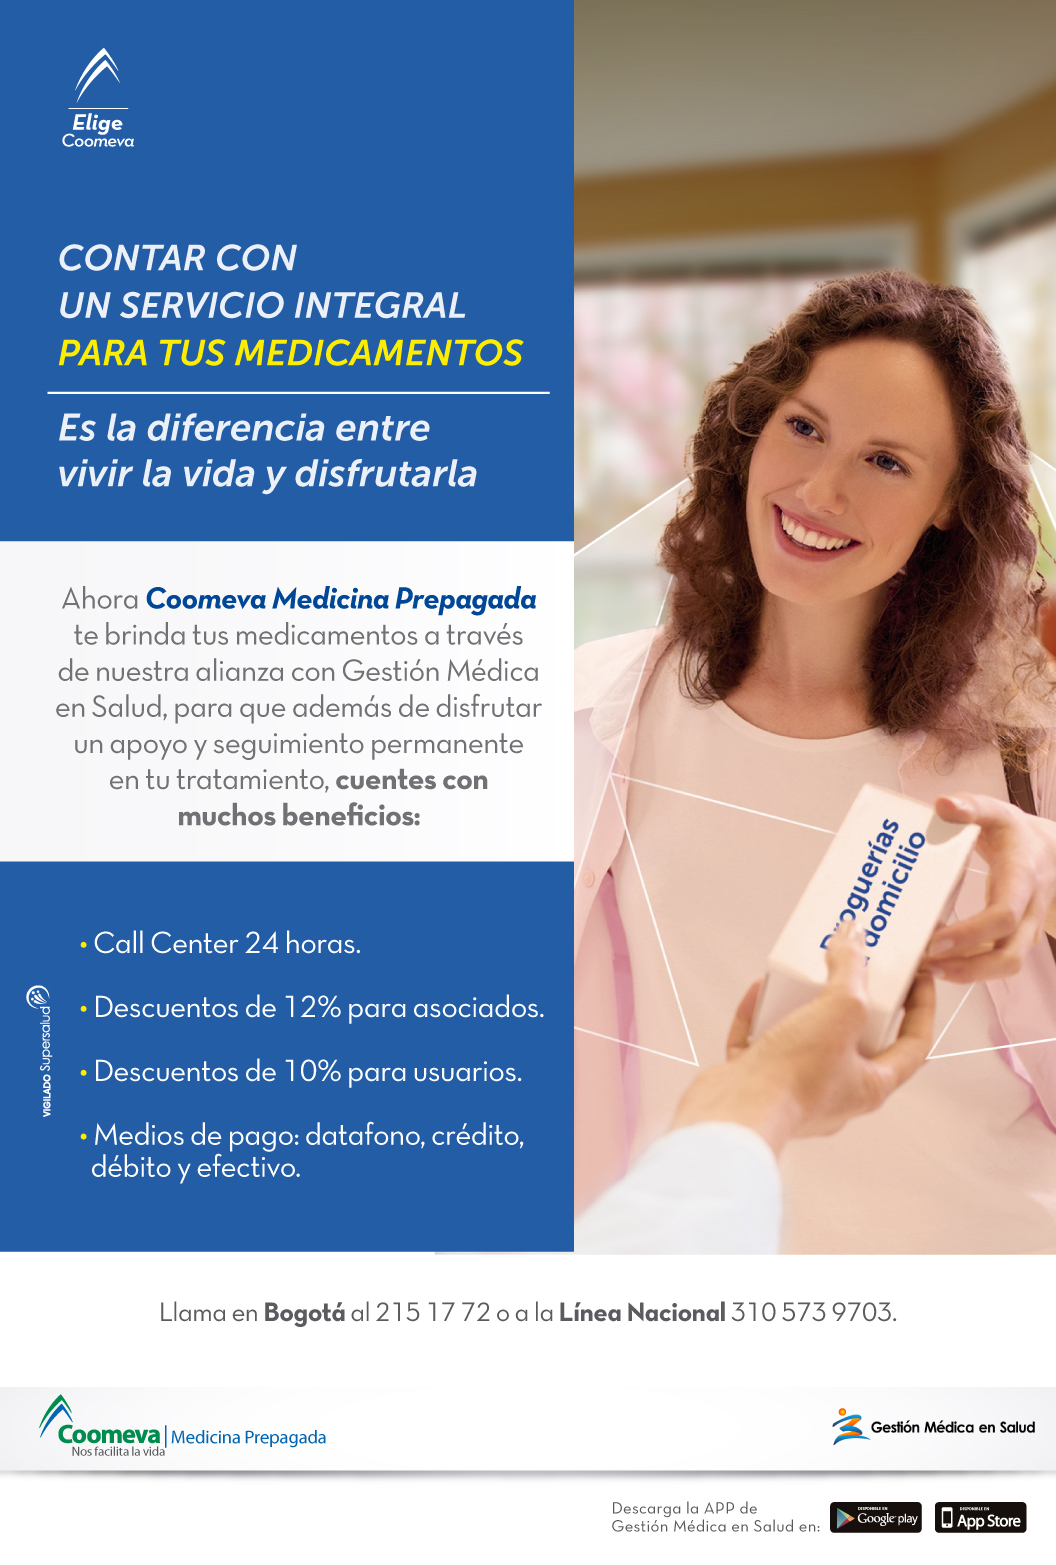 Elige
Coomeva
CONTAR CON
UN SERVICIO INTEGRAL
PARA TUS MEDICAMENTOS
Es la diferencia entre
vivir la vida y disfrutarla
Ahora Coomeva Medicina Prepagada
te brinda tus medicamentos a través
de nuestra alianza con Gestión Médica
en Salud, para que además de disfrutar
un apoyo y seguimiento permanente
en tu tratamiento, cuentes con
muchos beneficios:
Droguerías
a domicilio
• Call Center 24 horas.
• Descuentos de 12% para asociados.
• Descuentos de 10% para usuarios.
• Medios de pago: datafono, crédito,
débito y efectivo.
VIGILADO Supersalud
Llama en Bogotá al 215 17 72 o a la Línea Nacional 310 573 9703.
Coomeva | Medicina Prepagada
Nos facilita la vida
Gestión Médica en Salud
Descarga la APP de
Gestión Médica en Salud en:
DISPONIBLE EN
Google play
DISPONIBLE EN
App Store